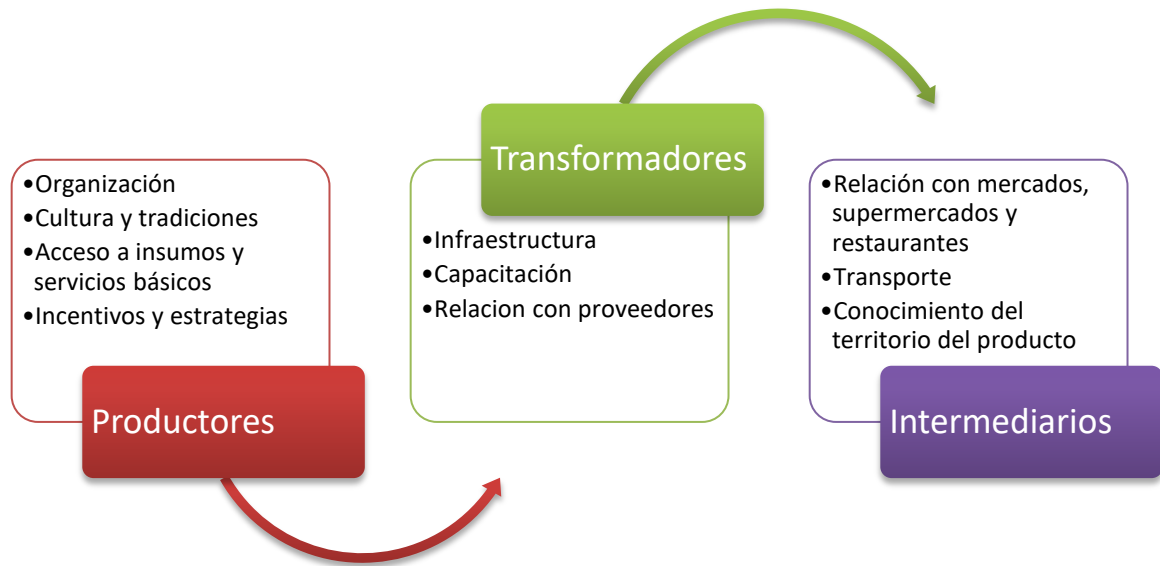 •Organización
•Cultura y tradiciones
•Acceso a insumos y
servicios básicos
•Incentivos y estrategias
Productores
Transformadores
•Infraestructura
•Capacitación
•Relacion con proveedores
•Relación con mercados,
supermercados y
restaurantes
•Transporte
•Conocimiento del
territorio del producto
Intermediarios